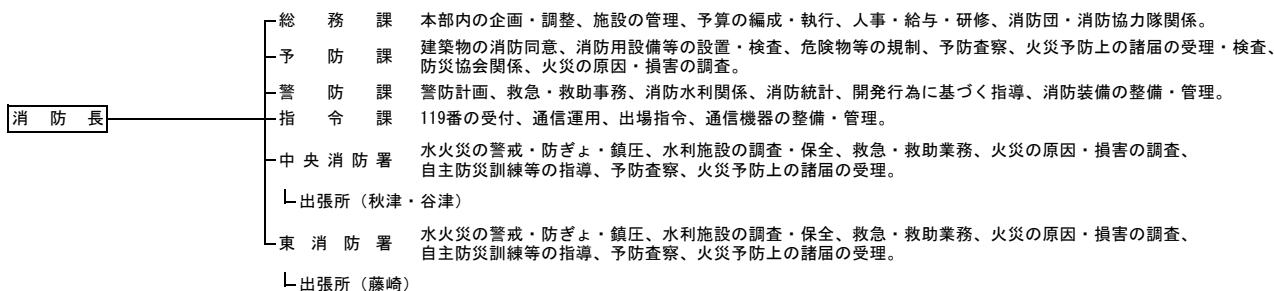 総務課 本部内の企画・調整、施設の管理、予算の編成・執行、人事・給与・研修、消防団・消防協力隊関係。
予防課 建築物の消防同意、消防用設備等の設置・検査、危険物等の規制、予防査察、火災予防上の諸届の受理・検査、
防災協会関係、火災の原因・損害の調査。
警防課 警防計画、救急・救助事務、消防水利関係、消防統計、開発行為に基づく指導、消防装備の整備・管理。
消防長
指令課 119番の受付、通信運用、出場指令、通信機器の整備・管理。
中央消防署 水火災の警戒・防ぎょ・鎮圧、水利施設の調査・保全、救急・救助業務、火災の原因・損害の調査、
自主防災訓練等の指導、予防査察、火災予防上の諸届の受理。
出張所(秋津・谷津)
東消防署 水火災の警戒・防ぎょ・鎮圧、水利施設の調査・保全、救急・救助業務、火災の原因・損害の調査、
自主防災訓練等の指導、予防査察、火災予防上の諸届の受理。
出張所(藤崎)